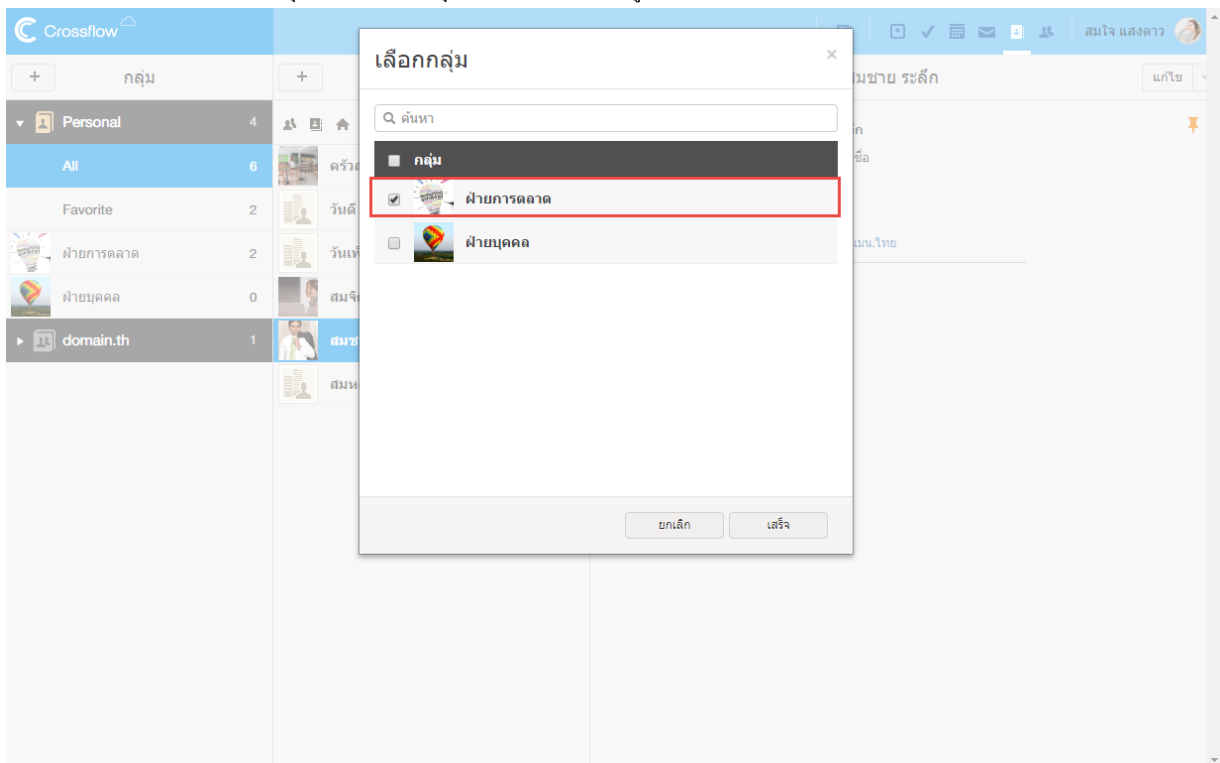 Crossflow
สมใจ แสงดาว
+ กลุ่ม
+
สมชาย ระลึก
แก้ไข
Personal 4
All 6
Favorite 2
ฝ่ายการตลาด 2
ฝ่ายบุคคล 0
domain.th 1
วันดี
เลือกกลุ่ม
×
ค้นหา
กลุ่ม
ฝ่ายการตลาด
ฝ่ายบุคคล
ยกเลิก เสร็จ